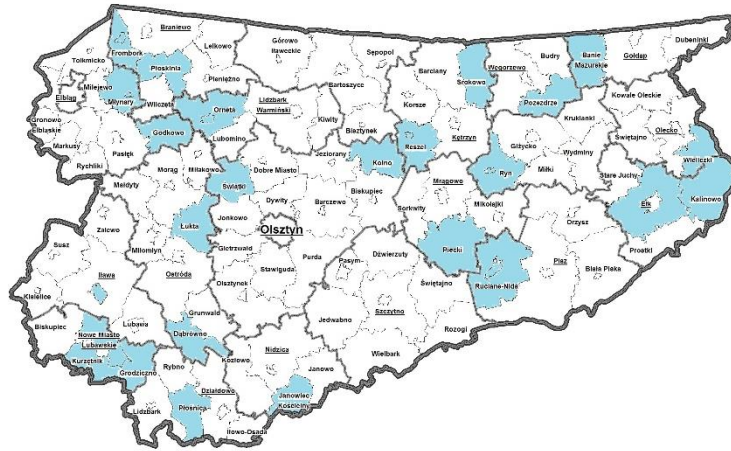 Braniewo
Frombork
Lelkowo
Górowo
Iławeckie
Sępopol
Dubeninki
Tolkmicko
Płoskinia
Bartoszyce
Barciany
Srokowo
Węgorzewo
Budry
Banie
Mazurskie
Gołdap
Milejewo
Pieniężno
Elbląg
Młynary
Wilczęta
Orneta
Lidzbark
Warmiński
Korsze
Pozezdrze
Kowale Oleckie
Gronowo
Elbląskie
Godkowo
Lubomino
Kiwity
Bisztynek
Reszel
Kętrzyn
Kruklanki
Świętajno
Olecko
Markusy
Pasłęk
Rychliki
Jeziorany
Kolno
Giżycko
Wydminy
Wieliczki
Morąg
Miłakowo
Świątki
Dobre Miasto
Ryn
Miłki
Stare Juchy
Małdyty
Biskupiec
Mrągowo
Kalinowo
Dywity
Barczewo
Sorkwity
Mikołajki
Ełk
Zalewo
Łukta
Jonkowo
Olsztyn
Orzysz
Susz
Miłomłyn
Gietrzwałd
Purda
Pasym
Dźwierzuty
Piecki
Prostki
Iława
Ostróda
Olsztynek
Stawiguda
Świętajno
Ruciane-Nida
Pisz
Biała Piska
Kisielice
Grunwald
Jedwabno
Szczytno
Biskupiec
Nowe Miasto
Lubawskie
Lubawa
Dąbrówno
Rozogi
Kurzętnik
Grodziczno
Rybno
Kozłowo
Nidzica
Janowo
Wielbark
Lidzbark
Płośnica
Działdowo
Janowiec
Kościelny
Iłowo-Osada